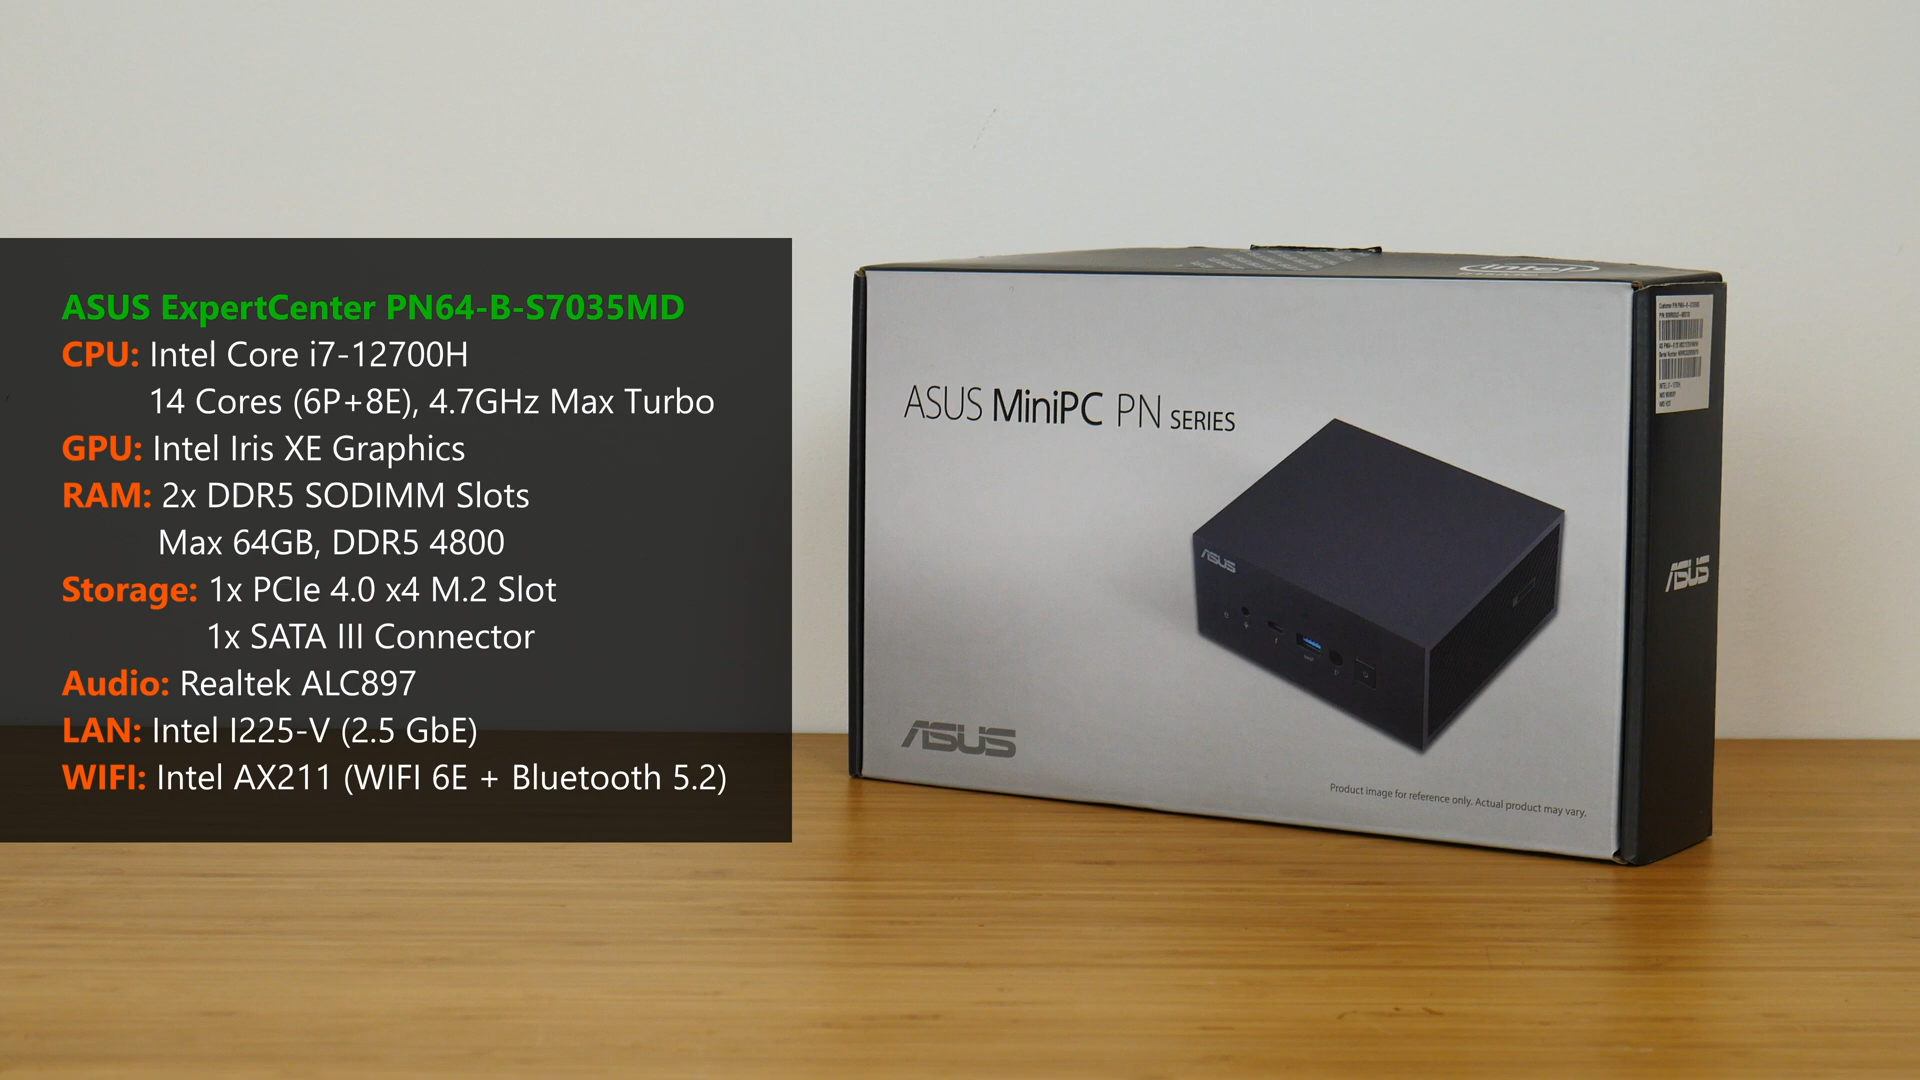 ASUS ExpertCenter PN64-B-S7035MD
CPU: Intel Core i7-12700H
14 Cores (6P+8E), 4.7GHz Max Turbo
GPU: Intel Iris XE Graphics
RAM: 2x DDR5 SODIMM Slots
Max 64GB, DDR5 4800
Storage: 1x PCIe 4.0 x4 M.2 Slot
1x SATA III Connector
Audio: Realtek ALC897
LAN: Intel I225-V (2.5 GbE)
WIFI: Intel AX211 (WIFI 6E + Bluetooth 5.2)
intel
ASUS MiniPC PN SERIES
ASUS
ASUS
Product image for reference only. Actual product may vary.
ASUS